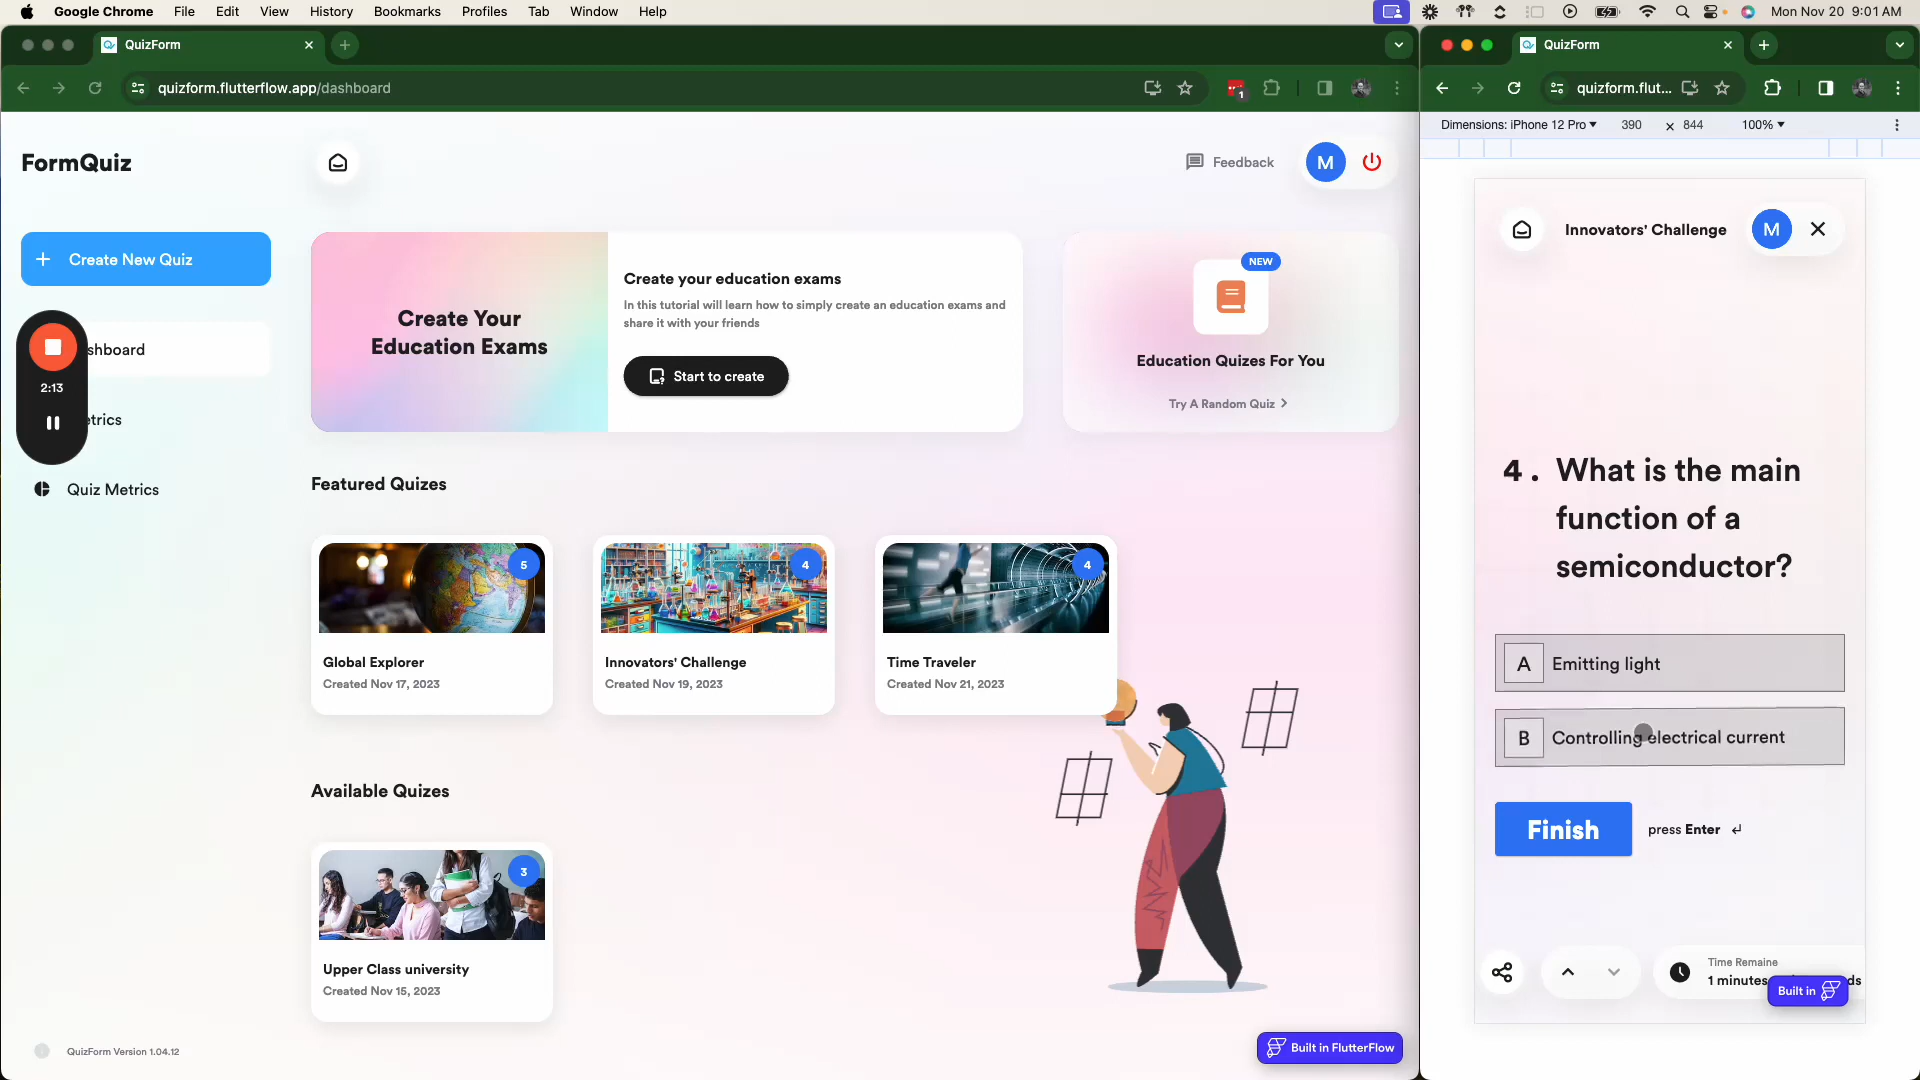 Google Chrome File Edit View History Bookmarks Profiles Tab Window Help Mon Nov 20 9:01 AM
QuizForm
quizform.flutterflow.app/dashboard
1
FormQuiz
Feedback
M
Create New Quiz
shboard
2:13
etrics
Quiz Metrics
Create Your
Education Exams
Create your education exams
In this tutorial will learn how to simply create an education exams and
share it with your friends
Start to create
NEW
Education Quizes For You
Try A Random Quiz
Featured Quizes
5
Global Explorer
Created Nov 17, 2023
4
Innovators' Challenge
Created Nov 19, 2023
4
Time Traveler
Created Nov 21, 2023
Available Quizes
3
Upper Class university
Created Nov 15, 2023
QuizForm Version 1.04.12
Built in FlutterFlow
QuizForm
quizform.flut...
Dimensions: iPhone 12 Pro 390 × 844 100%
Innovators' Challenge
M
4. What is the main
function of a
semiconductor?
A Emitting light
B Controlling electrical current
Finish
press Enter
Time Remaine
1 minutes
ds
Built in